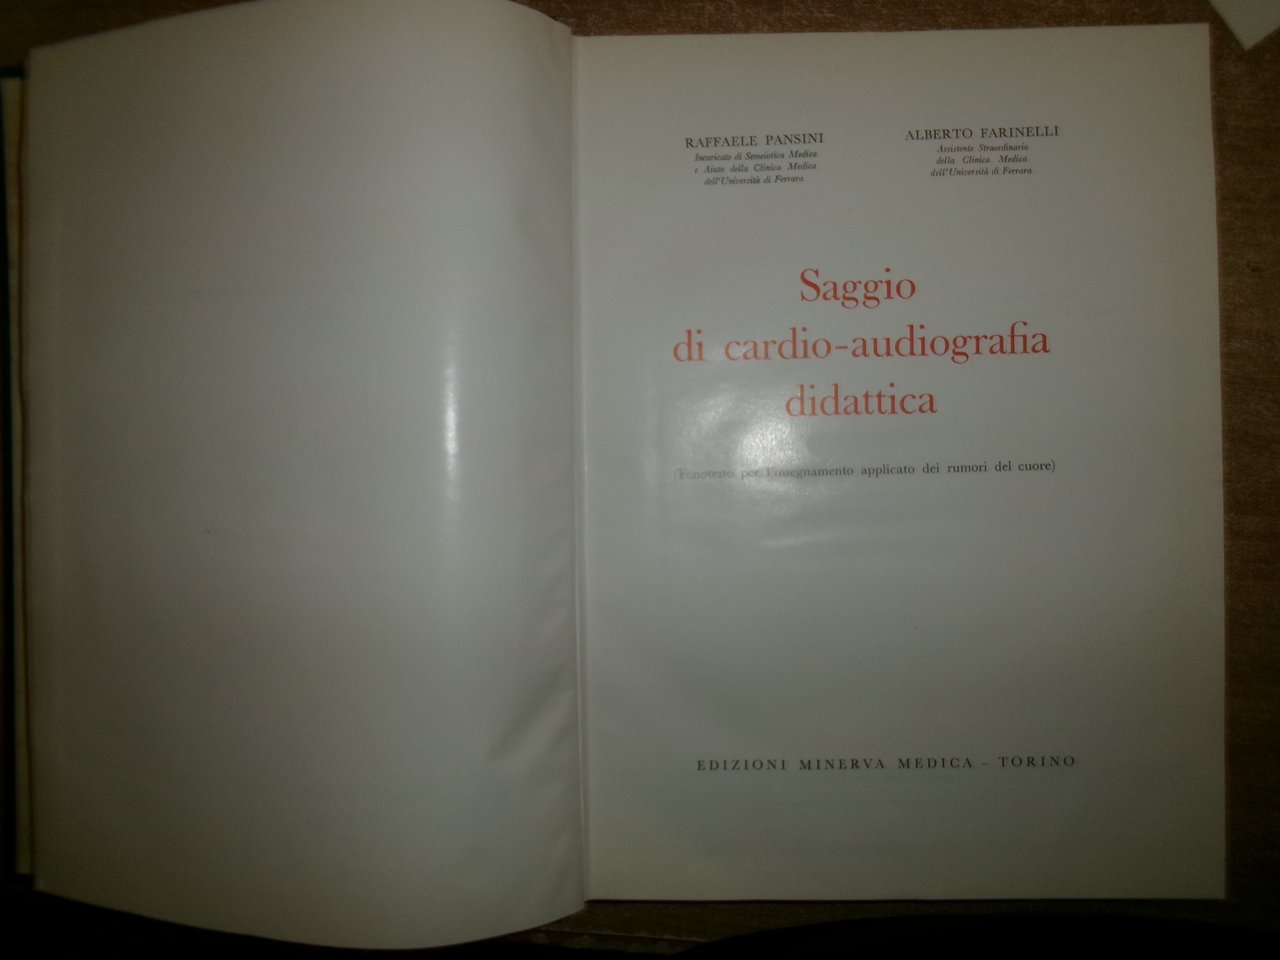 RAFFAELE PANSINI
Incaricato di Semeiotica Medica
e Aiuto della Clinica Medica
dell'Università di Ferrara
ALBERTO FARINELLI
Assistente Straordinario
della Clinica Medica
dell'Università di Ferrara
Saggio
di cardio-audiografia
didattica
(Fonotesto per l'insegnamento applicato dei rumori del cuore)
EDIZIONI MINERVA MEDICA - TORINO